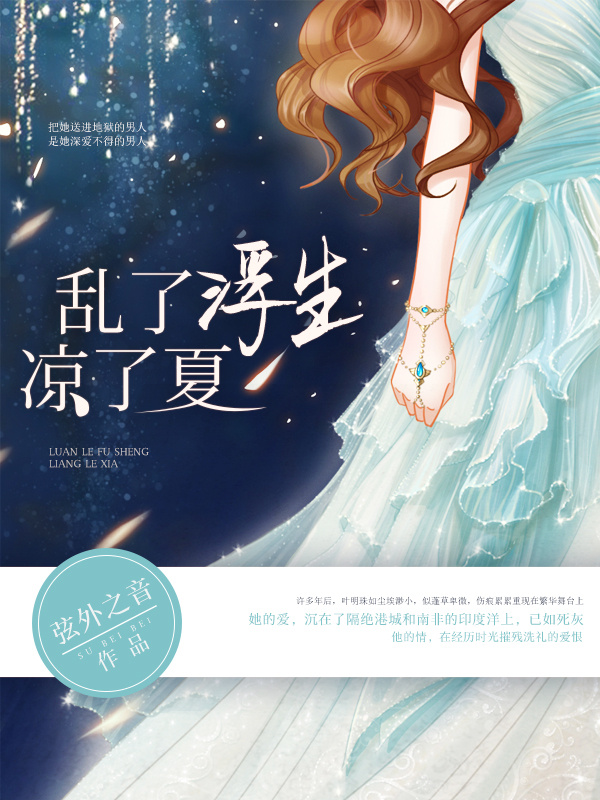 把她送进地狱的男人
是她深爱不得的男人
乱了浮生
凉了夏
LUAN LE FU SHENG
LIANG LE XIA
弦外之音
SU BEI BEI
作品
许多年后，叶明珠如尘埃渺小、似蓬草卑微，伤痕累累重现在繁华舞台上
她的爱，沉在了隔绝港城和南非的印度洋上，已如死灰
他的情，在经历时光摧残洗礼的爱恨